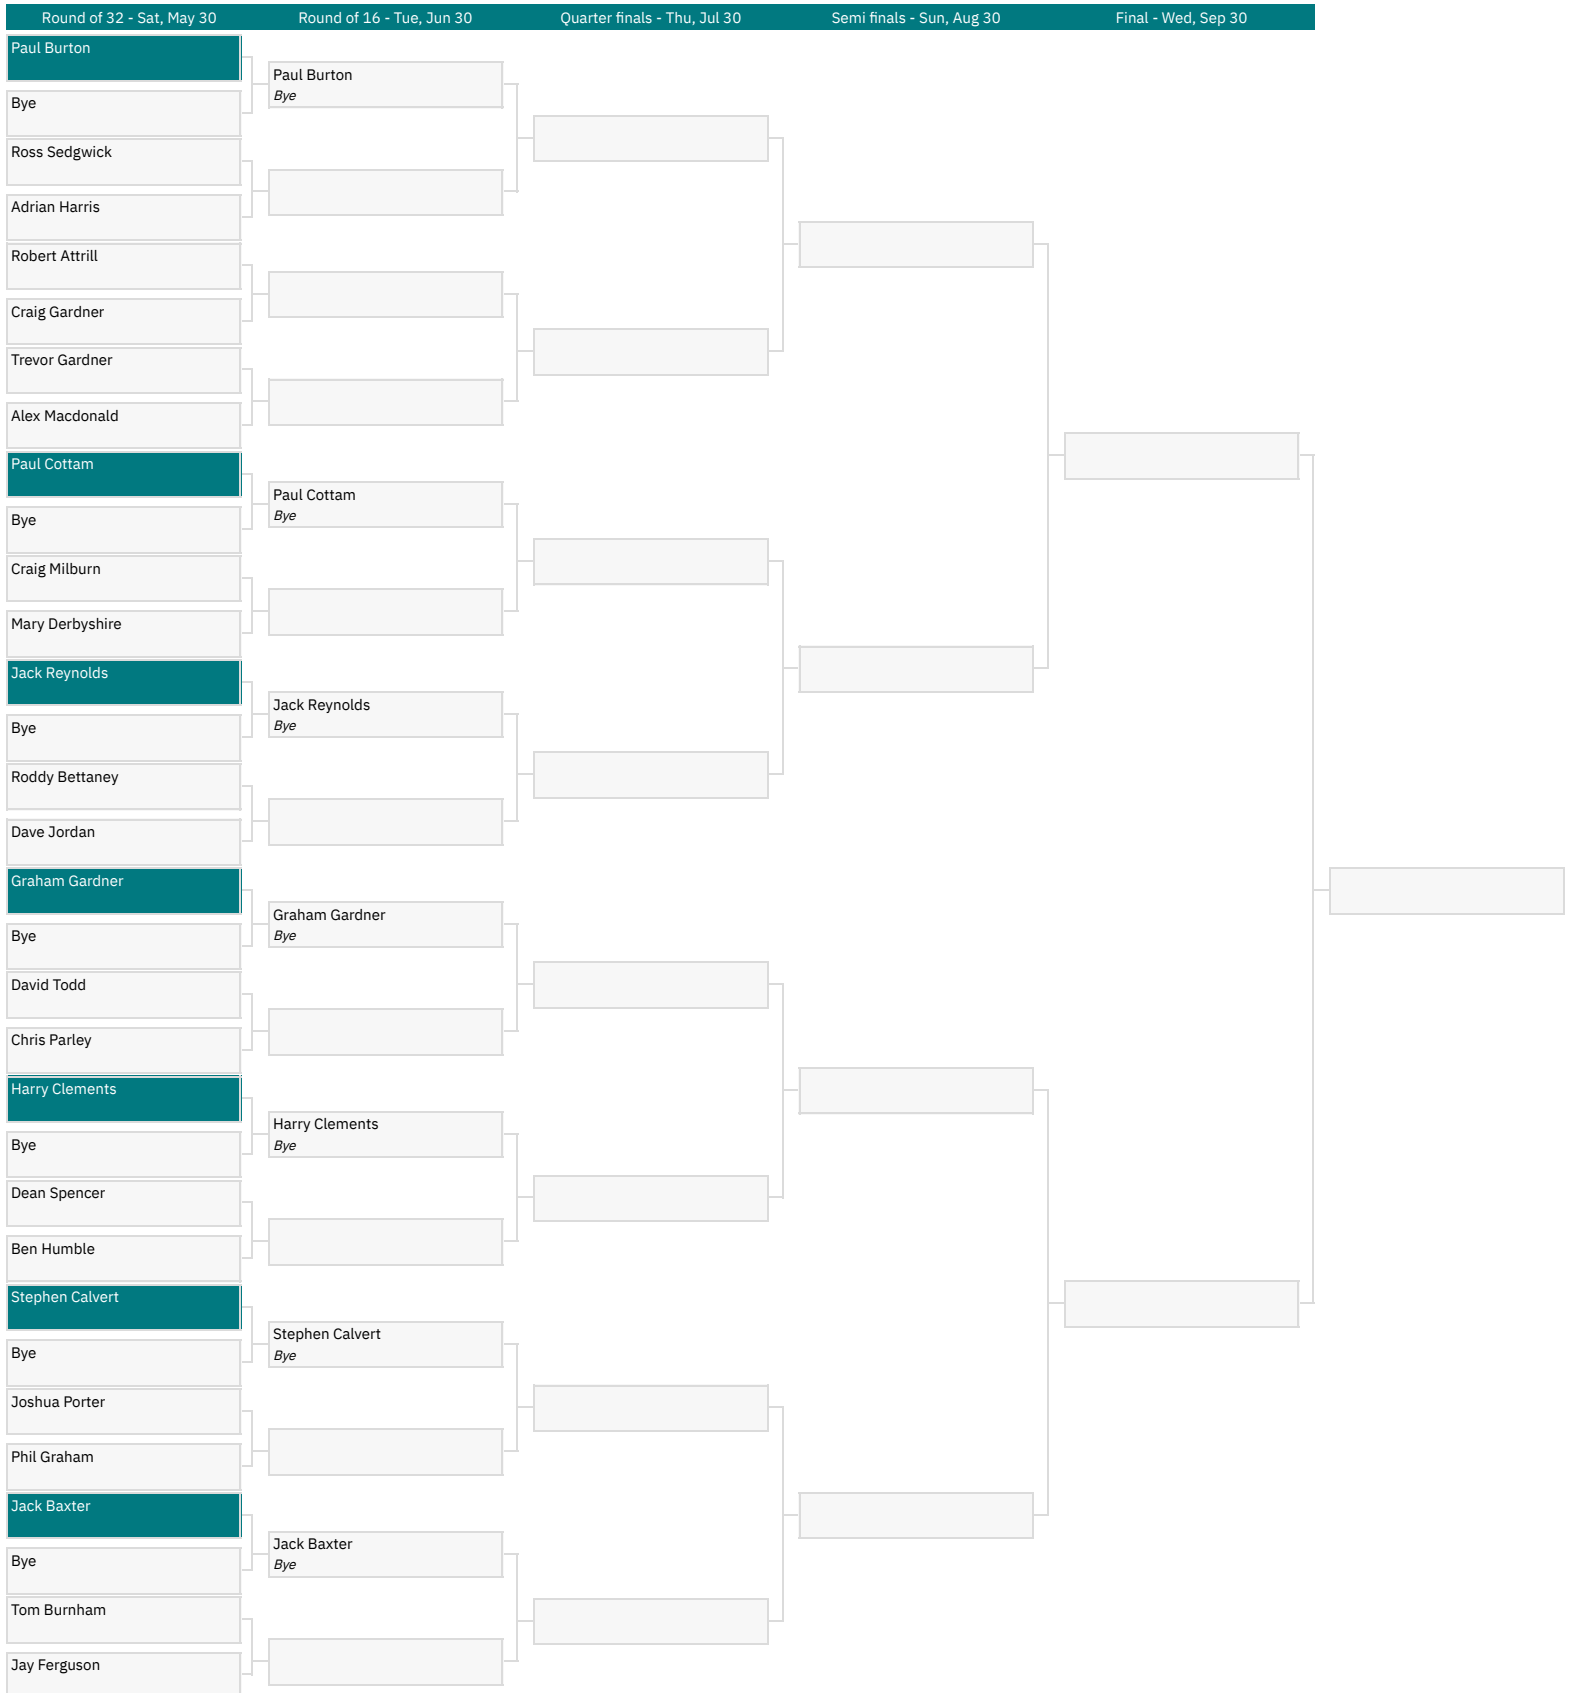 Round of 32 - Sat, May 30
Round of 16 - Tue, Jun 30
Quarter finals - Thu, Jul 30
Semi finals - Sun, Aug 30
Final - Wed, Sep 30
Paul Burton
Bye
Ross Sedgwick
Adrian Harris
Robert Attrill
Craig Gardner
Trevor Gardner
Alex Macdonald
Paul Cottam
Bye
Craig Milburn
Mary Derbyshire
Jack Reynolds
Bye
Roddy Bettaney
Dave Jordan
Graham Gardner
Bye
David Todd
Chris Parley
Harry Clements
Bye
Dean Spencer
Ben Humble
Stephen Calvert
Bye
Joshua Porter
Phil Graham
Jack Baxter
Bye
Tom Burnham
Jay Ferguson
Paul Burton
Bye
Paul Cottam
Bye
Jack Reynolds
Bye
Graham Gardner
Bye
Harry Clements
Bye
Stephen Calvert
Bye
Jack Baxter
Bye